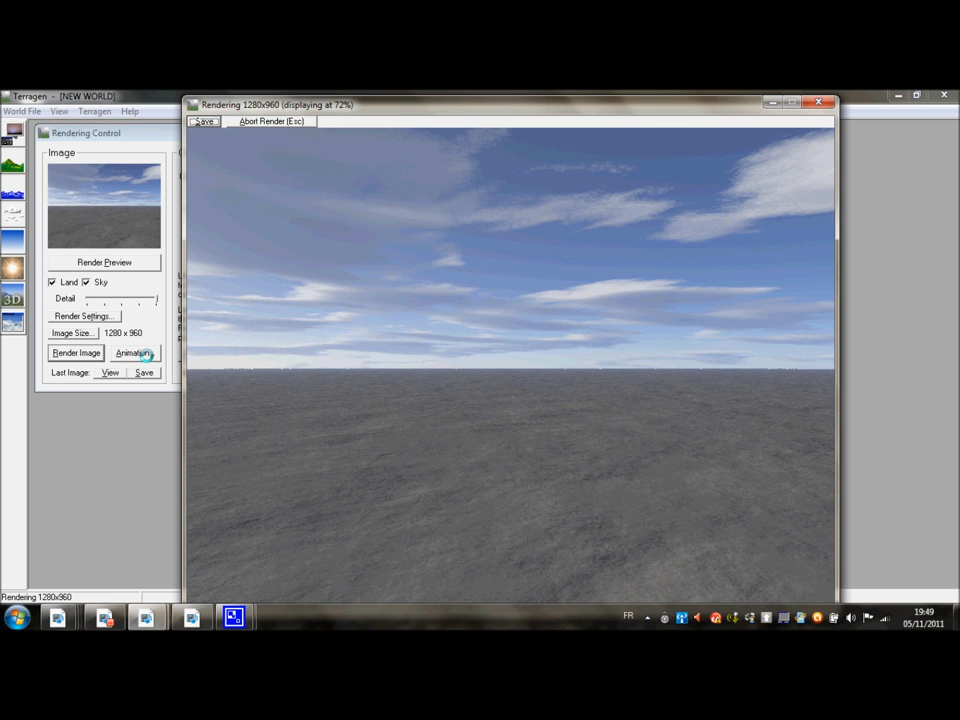 Terragen - [NEW WORLD]
World File View Terragen Help
Rendering Control
Image
Render Preview
Land Sky
Detail
Render Settings...
Image Size... 1280 x 960
Render Image Animation...
Last Image: View Save
Rendering 1280x960 (displaying at 72%)
Save Abort Render (Esc)
3D
Rendering 1280x960
FR
19:49
05/11/2011